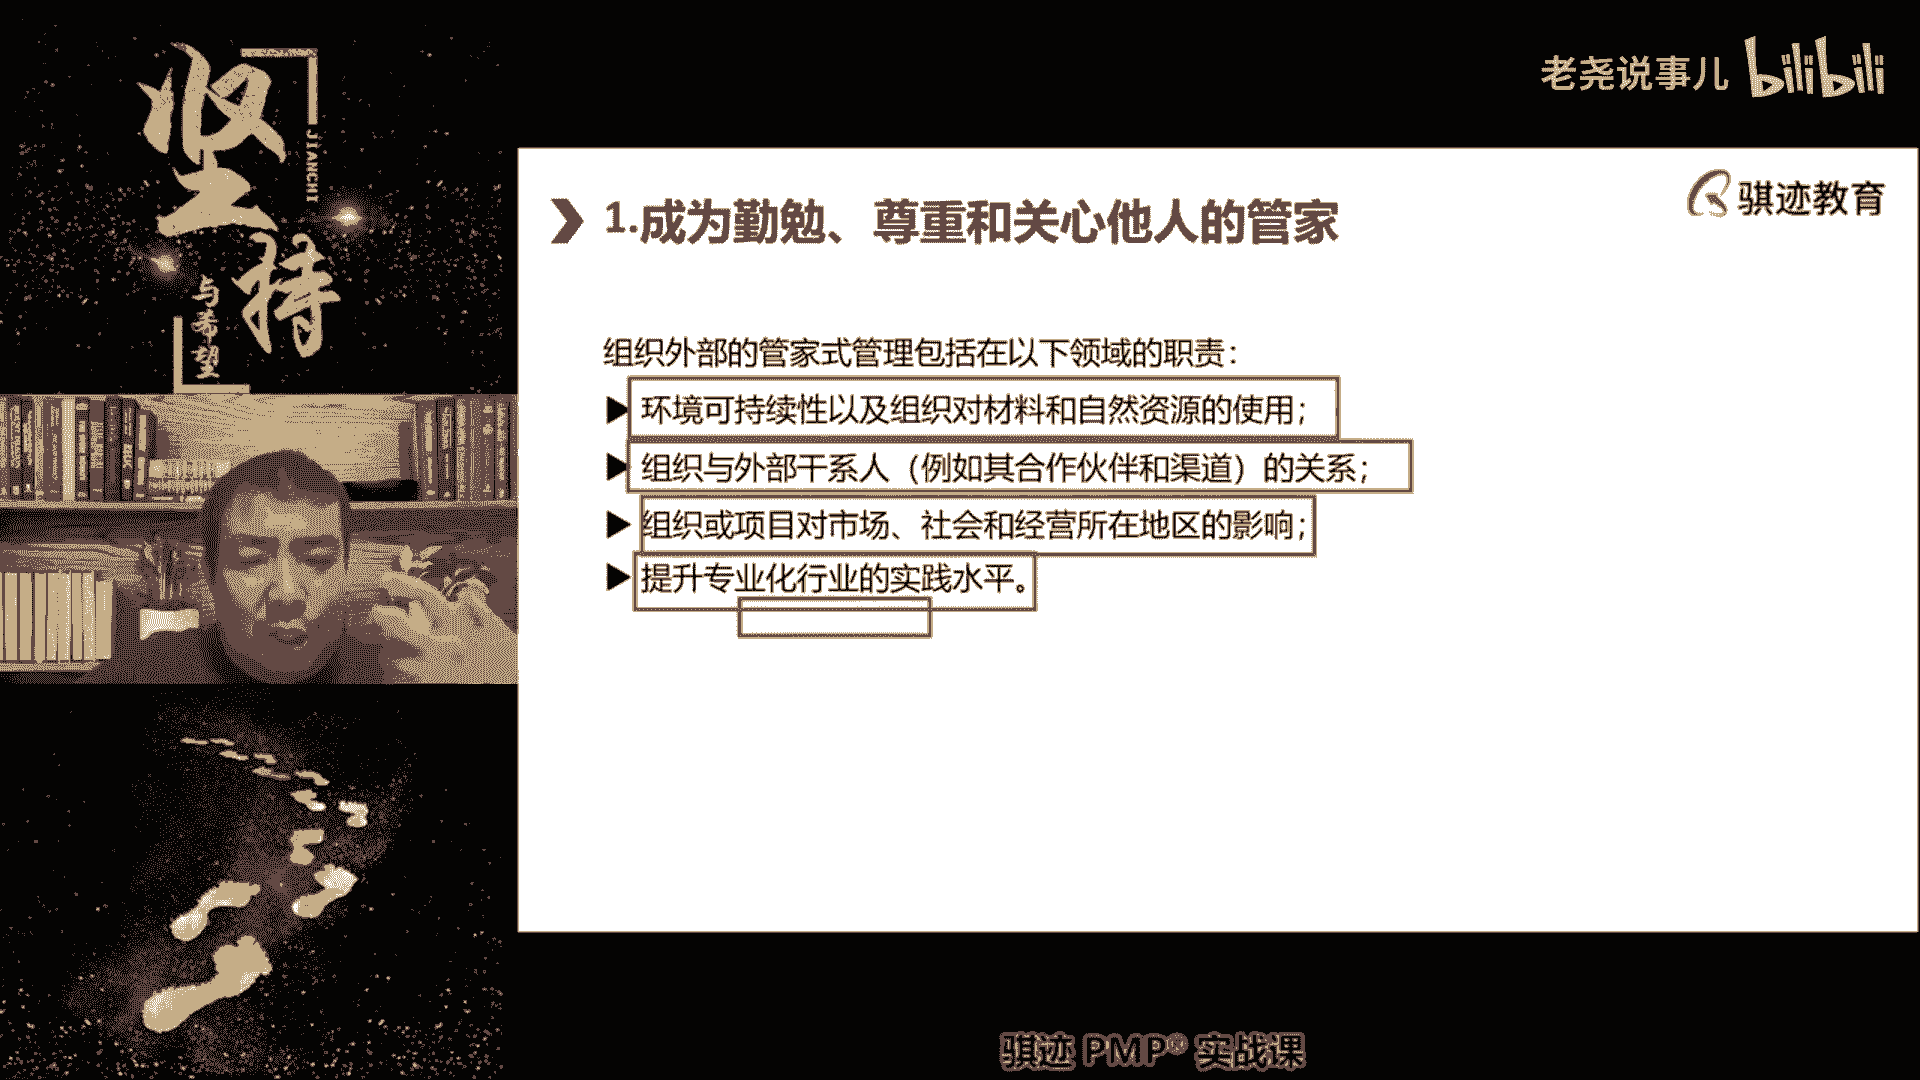 坚持
JIANCHI
与希望
老尧说事儿 bilibili
骐迹教育
1.成为勤勉、尊重和关心他人的管家
组织外部的管家式管理包括在以下领域的职责：
环境可持续性以及组织对材料和自然资源的使用；
组织与外部干系人（例如其合作伙伴和渠道）的关系；
组织或项目对市场、社会和经营所在地区的影响；
提升专业化行业的实践水平。
骐迹 PMP® 实战课